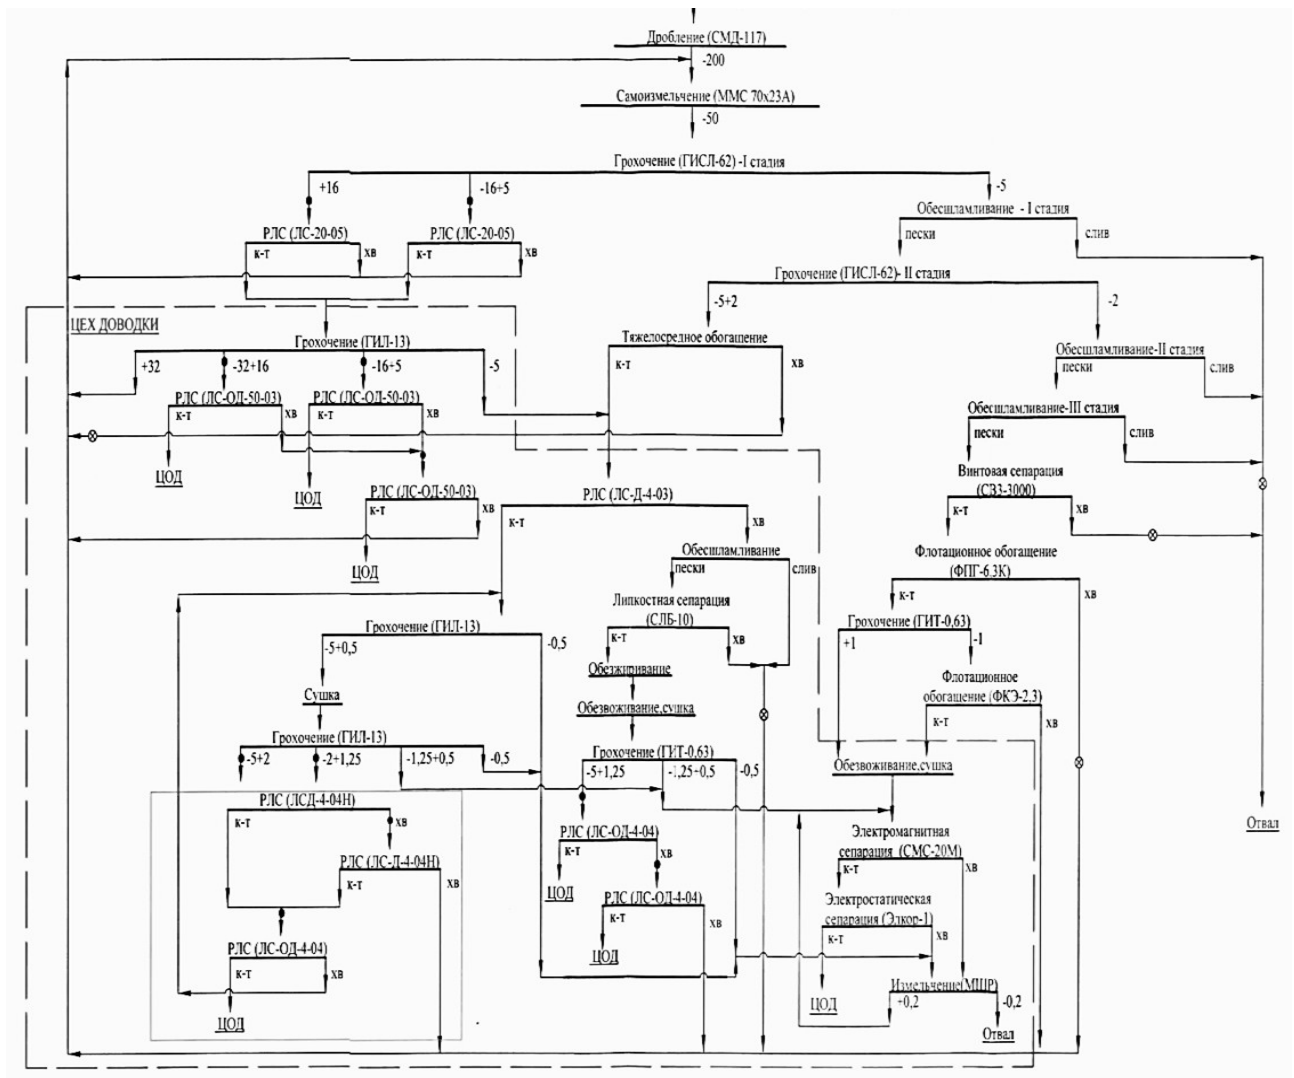 Дробление (СМД-117)
-200
Самоизмельчение (ММС 70х23А)
-50
Грохочение (ГИСЛ-62) -I стадия
+16
-16+5
-5
Обесшламливание - I стадия
пески
слив
РЛС (ЛС-20-05)
РЛС (ЛС-20-05)
к-т
хв
к-т
хв
Грохочение (ГИСЛ-62)- II стадия
-5+2
-2
ЦЕХ ДОВОДКИ
Грохочение (ГИЛ-13)
Тяжелосредное обогащение
к-т
хв
Обесшламливание-II стадия
пески
слив
+32
-32+16
-16+5
-5
РЛС (ЛС-ОД-50-03)
РЛС (ЛС-ОД-50-03)
к-т
хв
к-т
хв
Обесшламливание-III стадия
пески
слив
ЦОД
ЦОД
Винтовая сепарация
(СВ3-3000)
к-т
хв
РЛС (ЛС-ОД-50-03)
к-т
хв
РЛС (ЛС-Д-4-03)
к-т
хв
ЦОД
Обесшламливание
пески
слив
Флотационное обогащение
(ФПГ-6.3К)
к-т
хв
Липкостная сепарация
(СЛБ-10)
к-т
хв
Грохочение (ГИТ-0,63)
+1
-1
Грохочение (ГИЛ-13)
-5+0,5
-0,5
Обезжиривание
Флотационное
обогащение (ФКЭ-2,3)
к-т
хв
Сушка
Обезвоживание,сушка
Грохочение (ГИЛ-13)
-5+2
-2+1,25
-1,25+0,5
-0,5
Грохочение (ГИТ-0,63)
-5+1,25
-1,25+0,5
-0,5
Обезвоживание,сушка
РЛС (ЛСД-4-04Н)
к-т
хв
РЛС (ЛС-ОД-4-04)
к-т
хв
Отвал
Электромагнитная
сепарация (СМС-20М)
к-т
хв
РЛС (ЛС-Д-4-04Н)
к-т
хв
ЦОД
РЛС (ЛС-ОД-4-04)
к-т
хв
Электростатическая
сепарация (Элкор-1)
к-т
хв
РЛС (ЛС-ОД-4-04)
к-т
хв
ЦОД
Измельчение(МШР)
+0,2
-0,2
ЦОД
ЦОД
Отвал